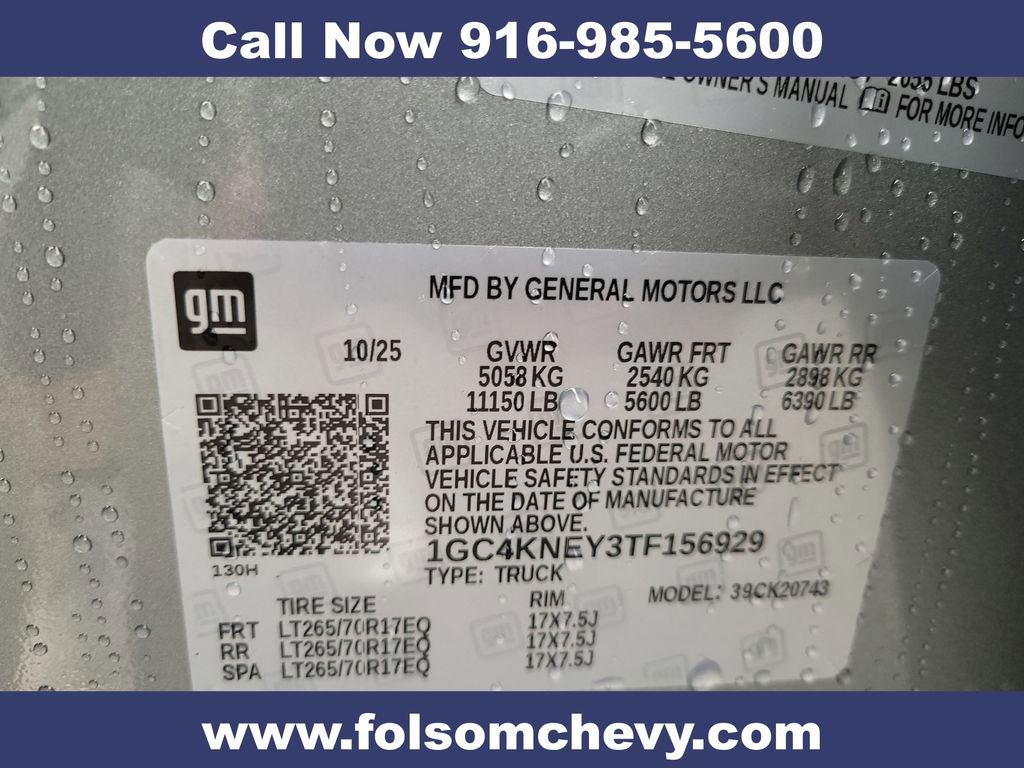 Call Now 916-985-5600
2855 LBS
OWNER'S MANUAL FOR MORE INFO
gm
MFD BY GENERAL MOTORS LLC
10/25 GVWR GAWR FRT GAWR RR
5058 KG 2540 KG 2898 KG
11150 LB 5600 LB 6390 LB
THIS VEHICLE CONFORMS TO ALL
APPLICABLE U.S. FEDERAL MOTOR
VEHICLE SAFETY STANDARDS IN EFFECT
ON THE DATE OF MANUFACTURE
SHOWN ABOVE.
1GC4KNEY3TF156929
130H
TYPE: TRUCK MODEL: 39CK20743
TIRE SIZE RIM
FRT LT265/70R17EQ 17X7.5J
RR LT265/70R17EQ 17X7.5J
SPA LT265/70R17EQ 17X7.5J
www.folsomchevy.com